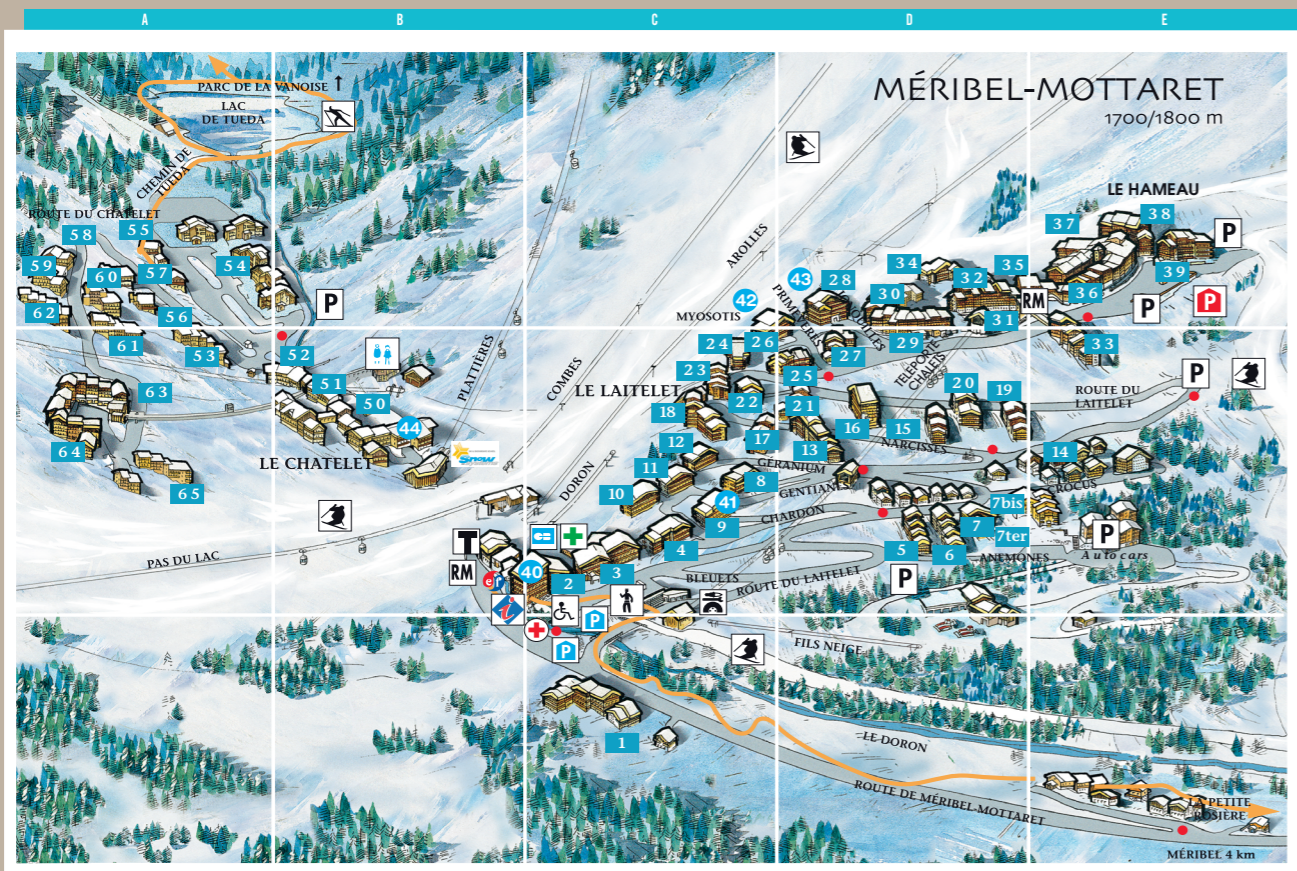 A
B
C
D
E
MÉRIBEL-MOTTARET
1700/1800 m
PARC DE LA VANOISE
LAC
DE TUEDA
CHEMIN DE
TUEDA
ROUTE DU CHATELET
58
55
59
60
57
54
62
56
61
53
63
64
65
P
52
51
50
44
LE CHATELET
snow
PLATTIÈRES
COMBES
DORON
AROLLES
PAS DU LAC
LE HAMEAU
37
38
P
39
34
32
35
RM
36
P
P
43
28
30
31
42
MYOSOTIS
PRIMEVÈRES
29
33
24
26
27
TÉLÉPORTÉ
CHALETS
23
25
LE LAITELET
22
18
21
20
19
ROUTE DU
LAITELET
P
12
17
13
16
15
NARCISSES
14
11
8
GERANIUM
GENTIANE
CROCUS
10
41
9
CHARDON
7bis
7
7ter
P
Autocars
4
5
6
ANEMONES
T
RM
40
2
3
BLEUETS
ROUTE DU LAITELET
P
i
P
P
FILS NEIGE
1
LE DORON
ROUTE DE MÉRIBEL-MOTTARET
LA PETITE
ROSIÈRE
MÉRIBEL 4 km